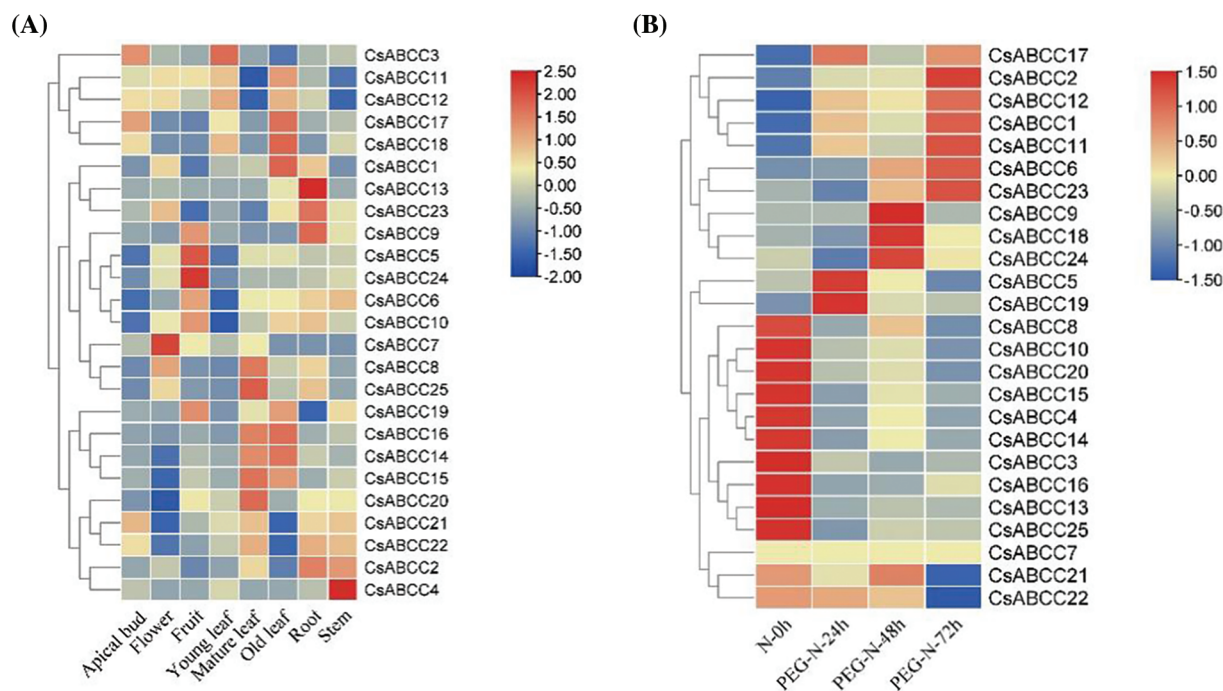 (A)
CsABCC3
CsABCC11
CsABCC12
CsABCC17
CsABCC18
CsABCC1
CsABCC13
CsABCC23
CsABCC9
CsABCC5
CsABCC24
CsABCC6
CsABCC10
CsABCC7
CsABCC8
CsABCC25
CsABCC19
CsABCC16
CsABCC14
CsABCC15
CsABCC20
CsABCC21
CsABCC22
CsABCC2
CsABCC4
Apical bud
Flower
Fruit
Young leaf
Mature leaf
Old leaf
Root
Stem
2.50
2.00
1.50
1.00
0.50
0.00
-0.50
-1.00
-1.50
-2.00
(B)
CsABCC17
CsABCC2
CsABCC12
CsABCC1
CsABCC11
CsABCC6
CsABCC23
CsABCC9
CsABCC18
CsABCC24
CsABCC5
CsABCC19
CsABCC8
CsABCC10
CsABCC20
CsABCC15
CsABCC4
CsABCC14
CsABCC3
CsABCC16
CsABCC13
CsABCC25
CsABCC7
CsABCC21
CsABCC22
N-0h
PEG-N-24h
PEG-N-48h
PEG-N-72h
1.50
1.00
0.50
0.00
-0.50
-1.00
-1.50